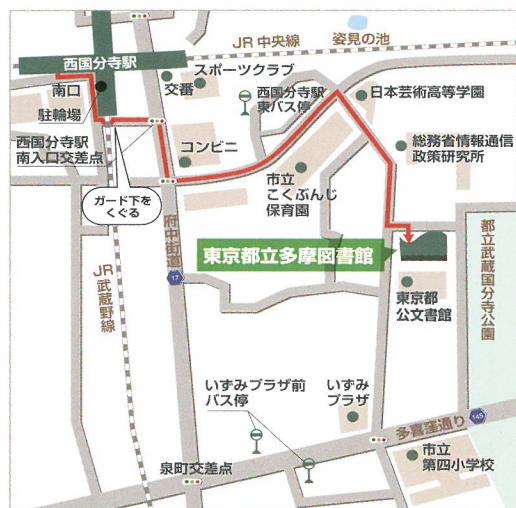 JR 中央線
姿見の池
西国分寺駅
南口
駐輪場
交番
スポーツクラブ
西国分寺駅
東バス停
日本芸術高等学園
西国分寺駅
南入口交差点
コンビニ
総務省情報通信
政策研究所
市立
こくぶんじ
保育園
ガード下を
くぐる
府中街道
17
JR武蔵野線
東京都立多摩図書館
東京都
公文書館
都立武蔵国分寺公園
いずみプラザ前
バス停
いずみ
プラザ
多喜窪通り
145
泉町交差点
市立
第四小学校